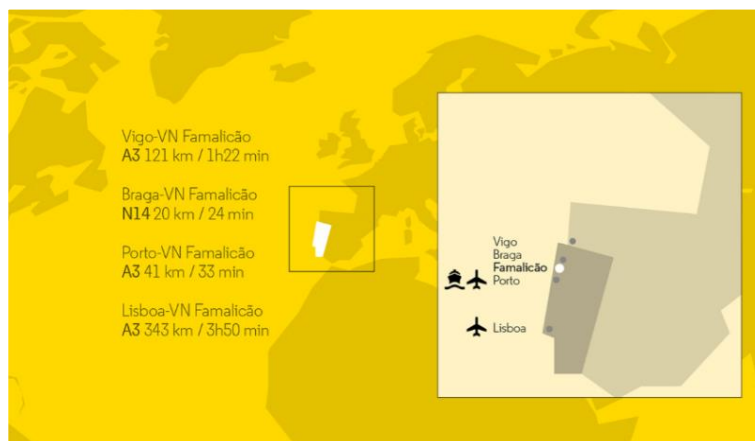 Vigo-VN Famalicão
A3 121 km / 1h22 min
Braga-VN Famalicão
N14 20 km / 24 min
Porto-VN Famalicão
A3 41 km / 33 min
Lisboa-VN Famalicão
A3 343 km / 3h50 min
Vigo
Braga
Famalicão
Porto
Lisboa